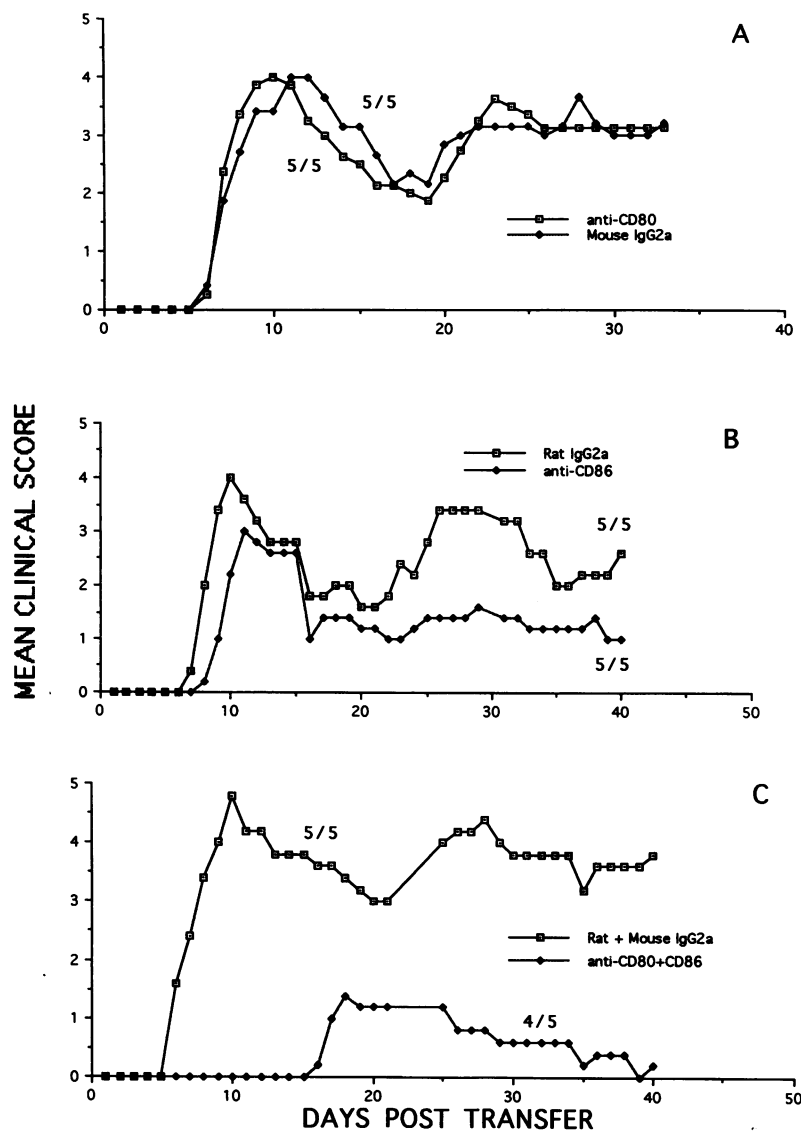 A
5
4
3
2
1
0
5/5
5/5
anti-CD80
Mouse IgG2a
0 10 20 30 40
MEAN CLINICAL SCORE
B
5
4
3
2
1
0
Rat IgG2a
anti-CD86
5/5
5/5
0 10 20 30 40 50
C
5
4
3
2
1
0
5/5
Rat + Mouse IgG2a
anti-CD80+CD86
4/5
0 10 20 30 40 50
DAYS POST TRANSFER